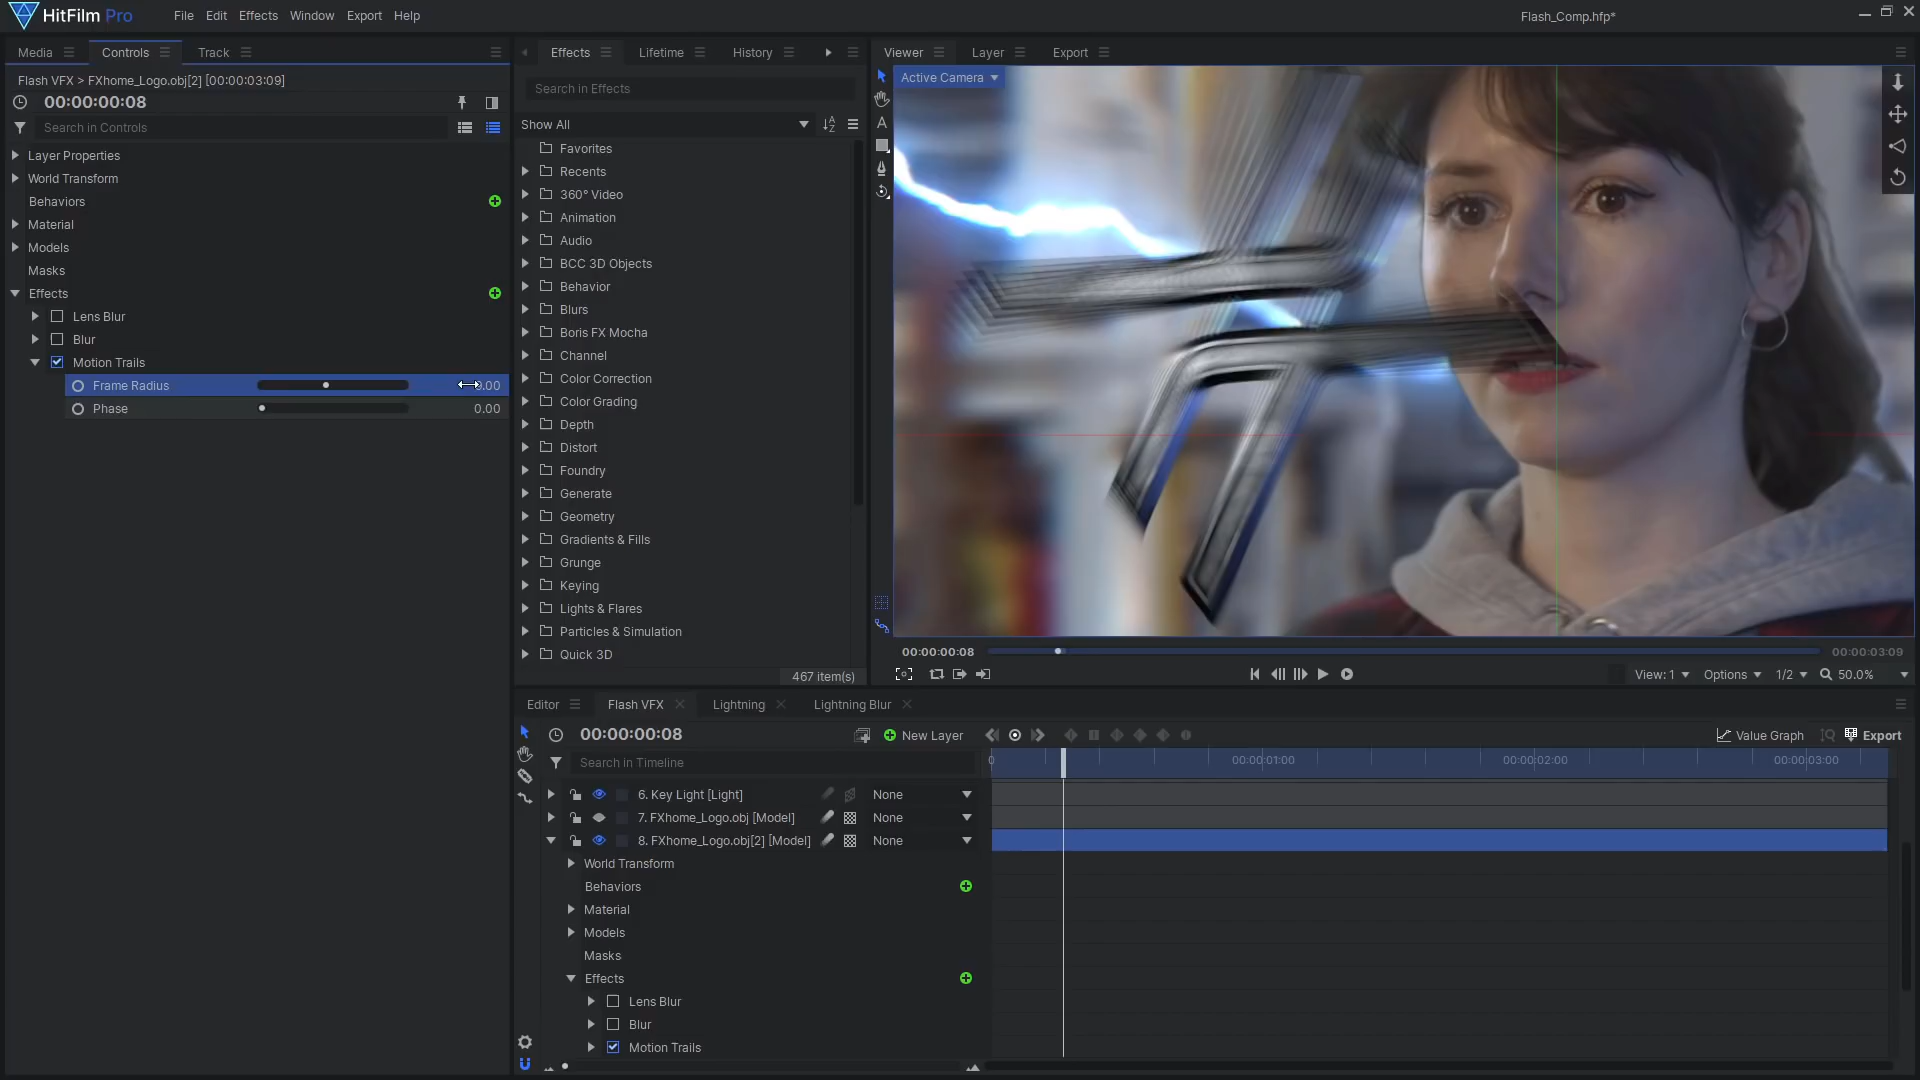 HitFilm Pro
File Edit Effects Window Export Help
Flash_Comp.hfp*
Media
Controls
Track
Flash VFX > FXhome_Logo.obj[2] [00:00:03:09]
00:00:00:08
Search in Controls
Layer Properties
World Transform
Behaviors
Material
Models
Masks
Effects
Lens Blur
Blur
Motion Trails
Frame Radius
Phase 0.00
Effects
Lifetime
History
Search in Effects
Show All
Favorites
Recents
360° Video
Animation
Audio
BCC 3D Objects
Behavior
Blurs
Boris FX Mocha
Channel
Color Correction
Color Grading
Depth
Distort
Foundry
Generate
Geometry
Gradients & Fills
Grunge
Keying
Lights & Flares
Particles & Simulation
Quick 3D
467 item(s)
Viewer
Layer
Export
Active Camera
00:00:00:08
00:00:03:09
View: 1
Options
1/2
50.0%
Editor
Flash VFX
Lightning
Lightning Blur
00:00:00:08
New Layer
Value Graph
Export
Search in Timeline
0
00:00:01:00
00:00:02:00
00:00:03:00
6. Key Light [Light] None
7. FXhome_Logo.obj [Model] None
8. FXhome_Logo.obj[2] [Model] None
World Transform
Behaviors
Material
Models
Masks
Effects
Lens Blur
Blur
Motion Trails